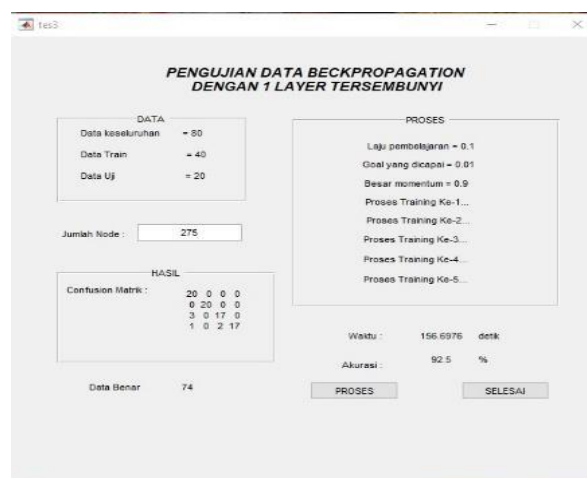 tes3
PENGUJIAN DATA BECKPROPAGATION
DENGAN 1 LAYER TERSEMBUNYI
DATA
Data keseluruhan = 80
Data Train = 40
Data Uji = 20
Jumlah Node : 275
HASIL
Confusion Matrik :
20 0 0 0
0 20 0 0
3 0 17 0
1 0 2 17
Data Benar 74
PROSES
Laju pembelajaran = 0.1
Goal yang dicapai = 0.01
Besar momentum = 0.9
Proses Training Ke-1...
Proses Training Ke-2...
Proses Training Ke-3...
Proses Training Ke-4...
Proses Training Ke-5...
Waktu : 156.6976 detik
Akurasi : 92.5 %
PROSES
SELESAI